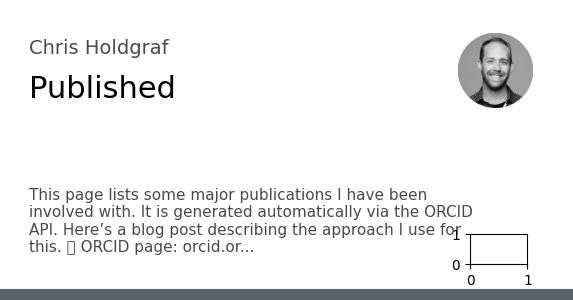 Chris Holdgraf
Published
This page lists some major publications I have been
involved with. It is generated automatically via the ORCID
API. Here’s a blog post describing the approach I use for
this. ▯ ORCID page: orcid.or...
1
0
0 1